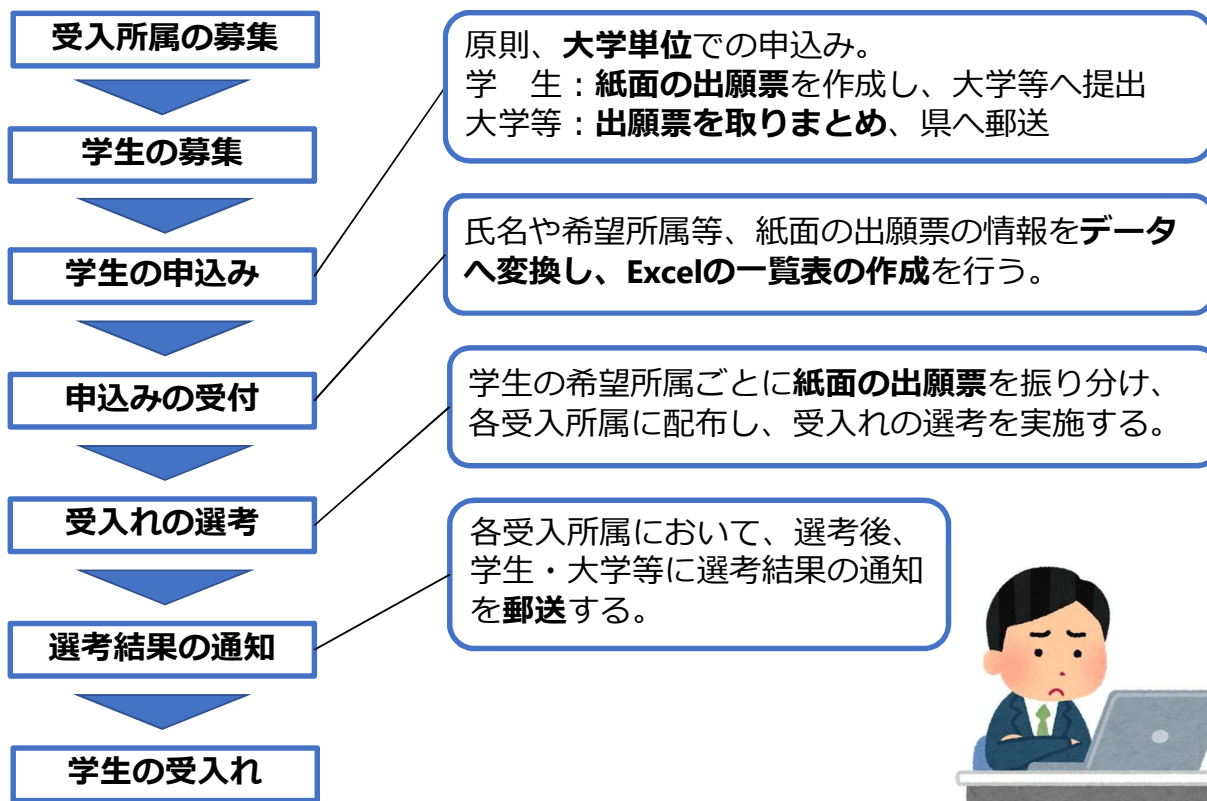 受入所属の募集
学生の募集
学生の申込み
申込みの受付
受入れの選考
選考結果の通知
学生の受入れ
原則、大学単位での申込み。
学　生：紙面の出願票を作成し、大学等へ提出
大学等：出願票を取りまとめ、県へ郵送
氏名や希望所属等、紙面の出願票の情報をデータ
へ変換し、Excelの一覧表の作成を行う。
学生の希望所属ごとに紙面の出願票を振り分け、
各受入所属に配布し、受入れの選考を実施する。
各受入所属において、選考後、
学生・大学等に選考結果の通知
を郵送する。